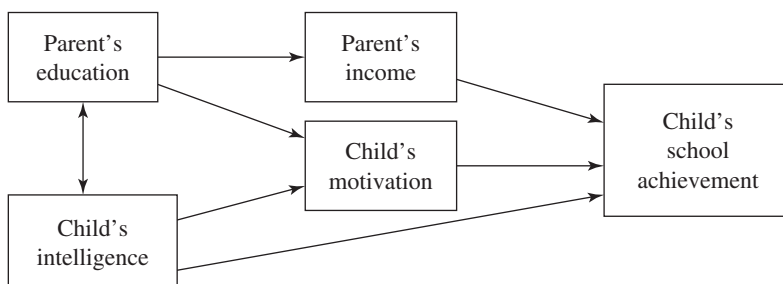 Parent’s
education
Parent’s
income
Child’s
motivation
Child’s
intelligence
Child’s
school
achievement